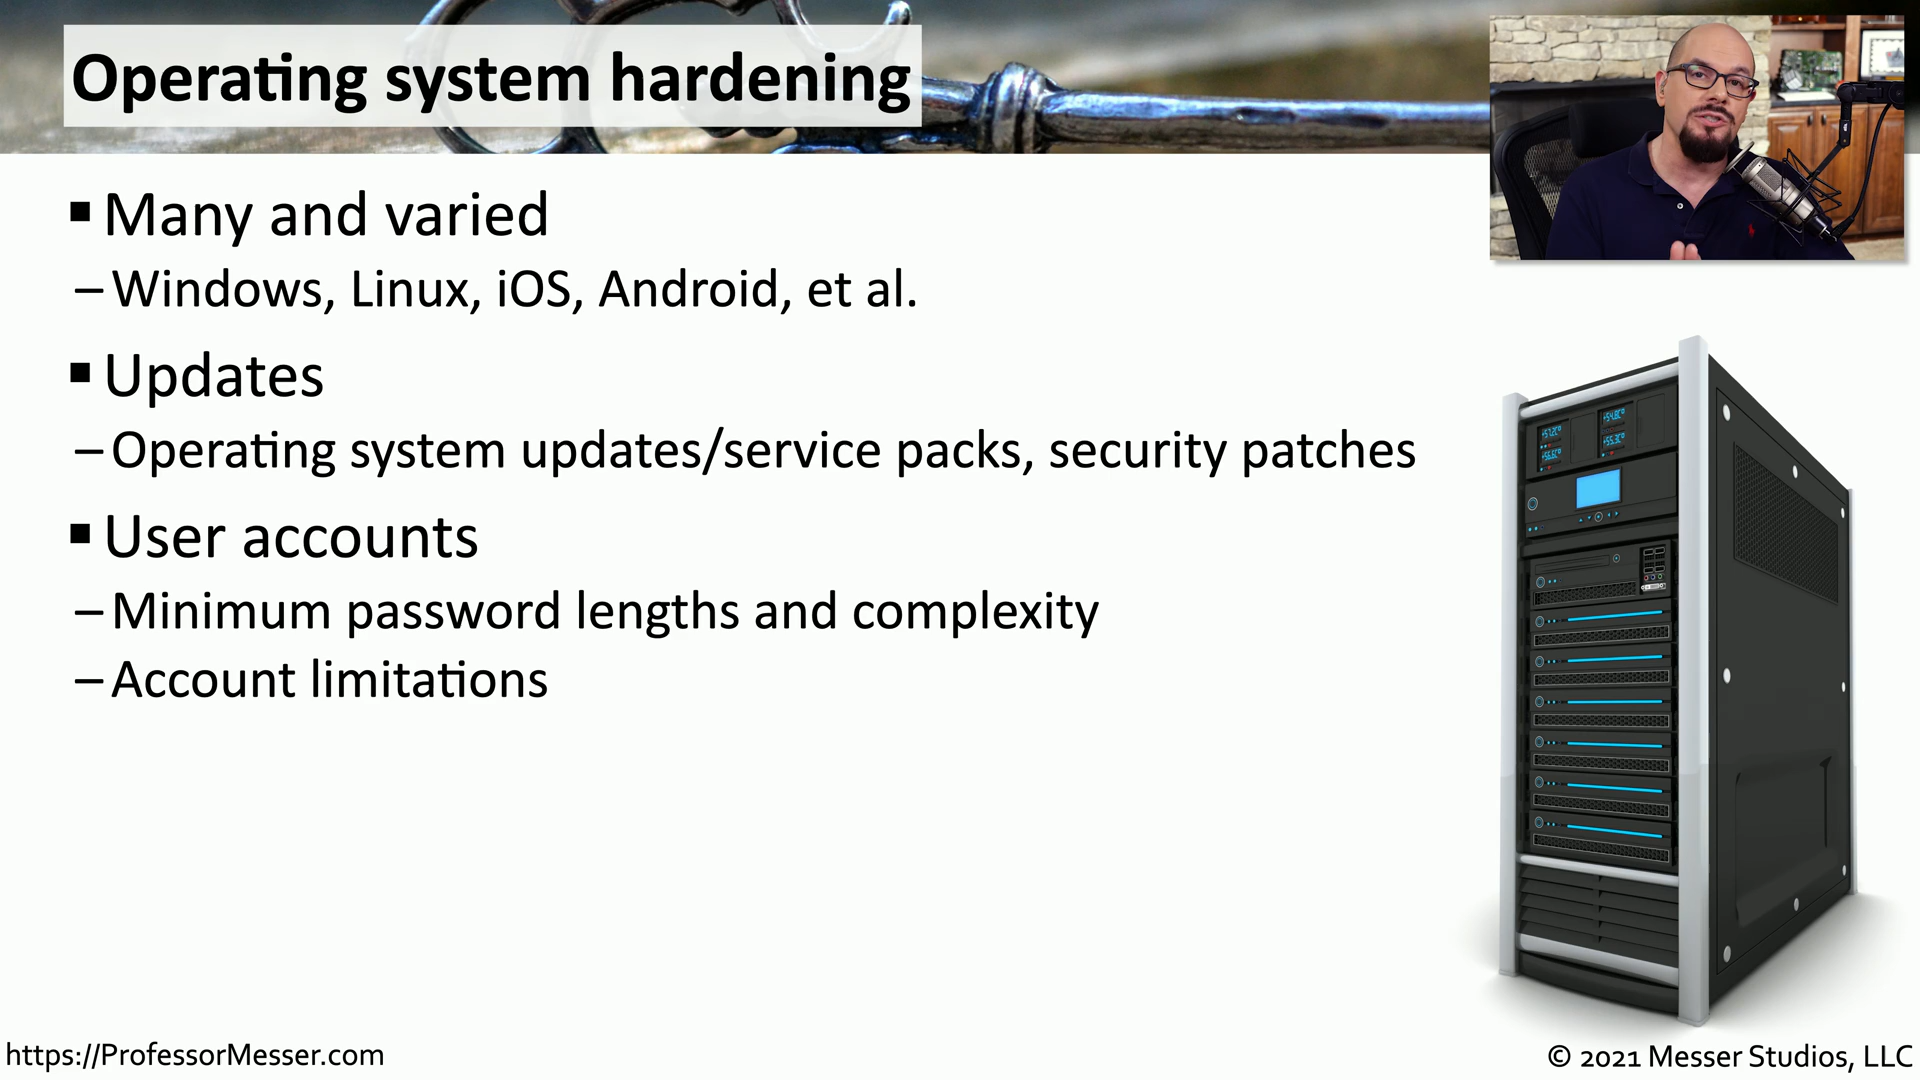 Operating system hardening
▪ Many and varied
– Windows, Linux, iOS, Android, et al.
▪ Updates
– Operating system updates/service packs, security patches
▪ User accounts
– Minimum password lengths and complexity
– Account limitations
https://ProfessorMesser.com
© 2021 Messer Studios, LLC